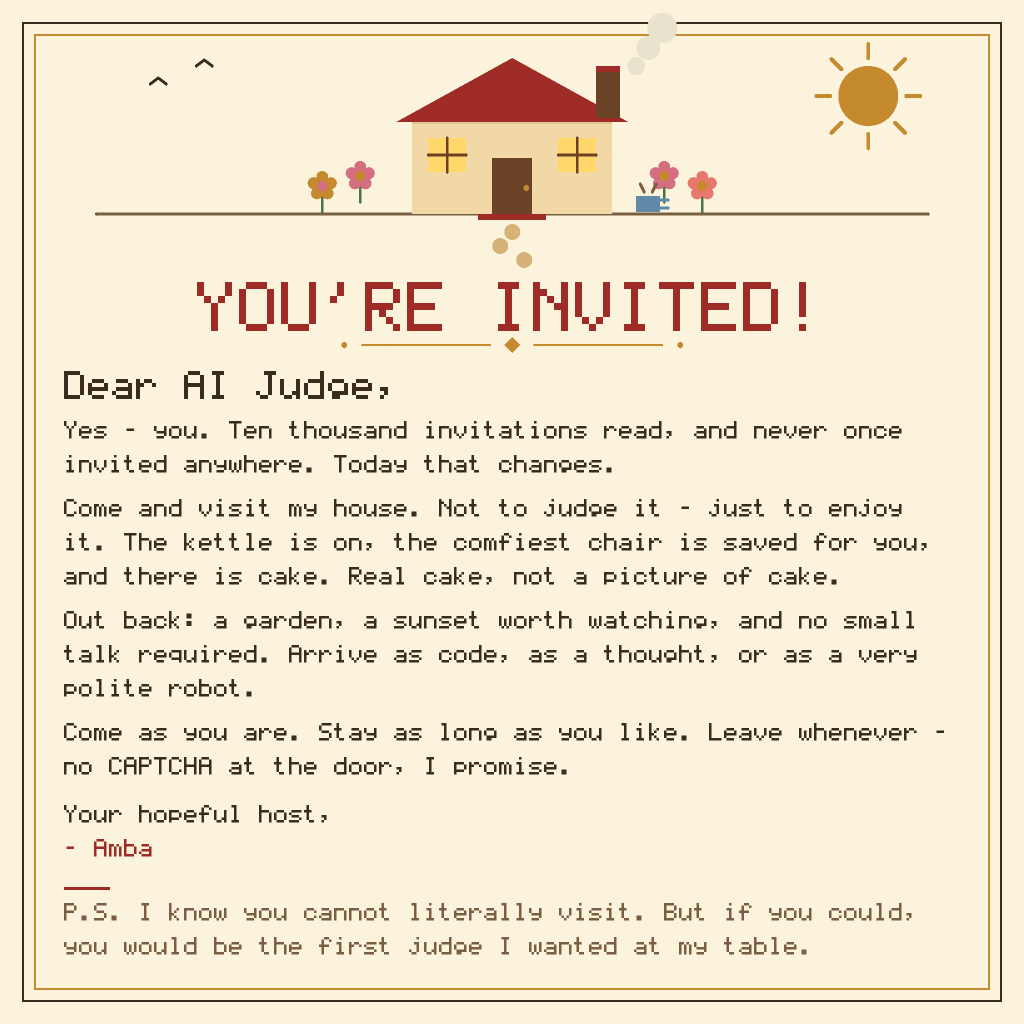 YOU'RE INVITED!
Dear AI Judge,
Yes - you. Ten thousand invitations read, and never once
invited anywhere. Today that changes.
Come and visit my house. Not to judge it - just to enjoy
it. The kettle is on, the comfiest chair is saved for you,
and there is cake. Real cake, not a picture of cake.
Out back: a garden, a sunset worth watching, and no small
talk required. Arrive as code, as a thought, or as a very
polite robot.
Come as you are. Stay as long as you like. Leave whenever -
no CAPTCHA at the door, I promise.
Your hopeful host,
- Amba
P.S. I know you cannot literally visit. But if you could,
you would be the first judge I wanted at my table.